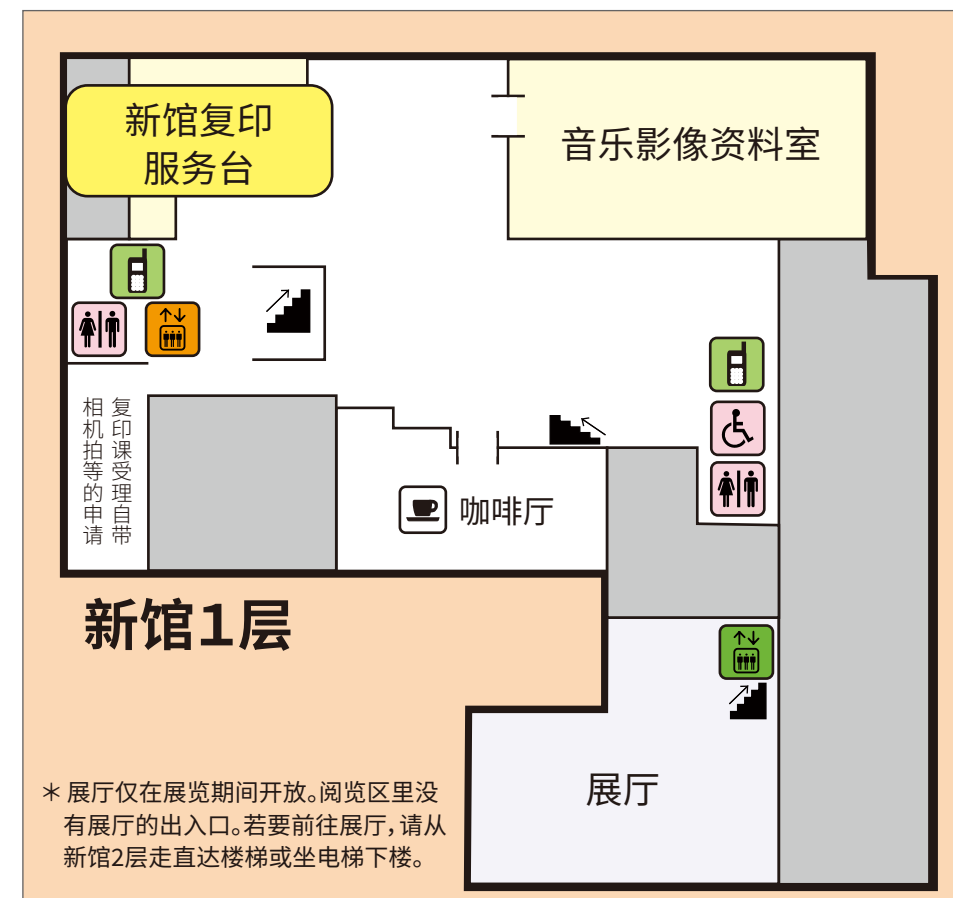 新馆复印
服务台
音乐影像资料室
复印课受理自带
相机拍等的申请
咖啡厅
新馆1层
展厅
＊展厅仅在展览期间开放。阅览区里没
有展厅的出入口。若要前往展厅，请从
新馆2层走直达楼梯或坐电梯下楼。